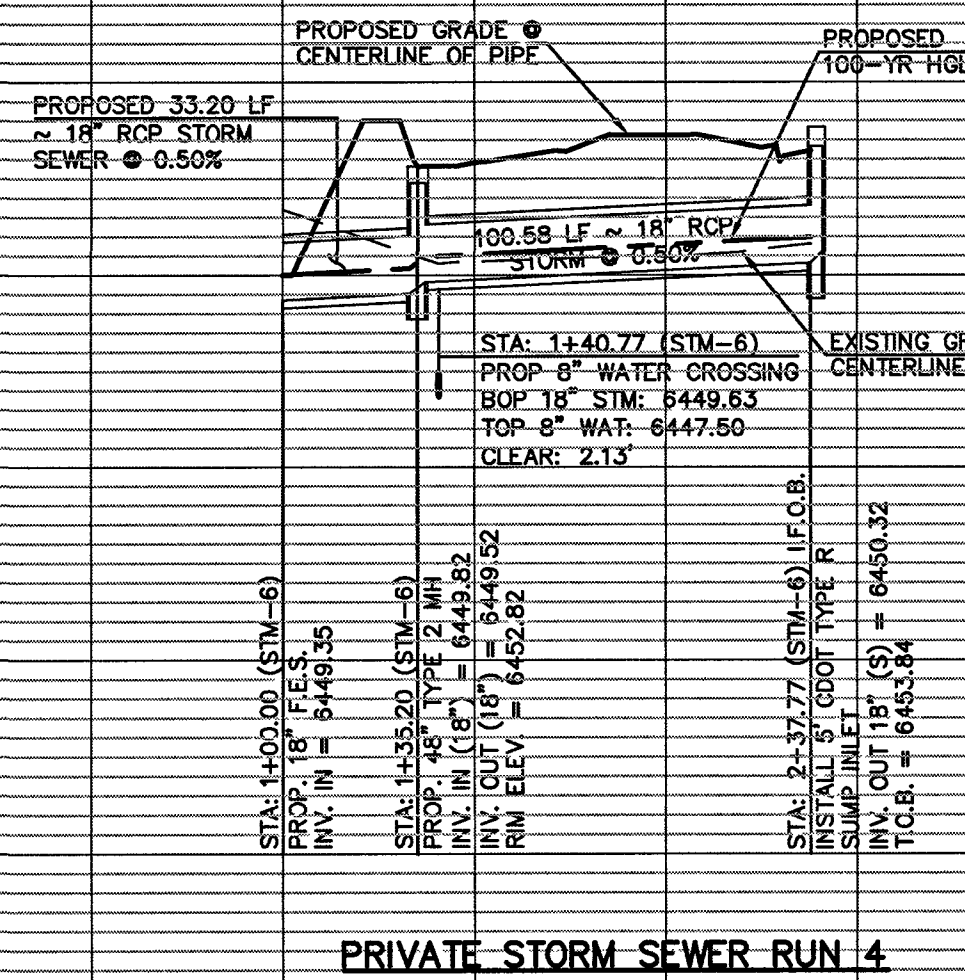 PROPOSED GRADE @
CENTERLINE OF PIPE
PROPOSED
100-YR HGL
PROPOSED 33.20 LF
~ 18" RCP STORM
SEWER @ 0.50%
100.58 LF ~ 18" RCP
STORM @ 0.50%
STA: 1+40.77 (STM-6)
PROP 8" WATER CROSSING
BOP 18" STM: 6449.63
TOP 8" WAT: 6447.50
CLEAR: 2.13'
EXISTING
CENTERLINE
STA: 1+00.00 (STM-6)
PROP. 18" F.E.S.
INV. IN = 6449.35
STA: 1+35.20 (STM-6)
PROP. 48" TYPE 2 MH
INV. IN (18") = 6449.82
INV. OUT (18") = 6449.52
RIM ELEV. = 6452.82
STA: 2+37.77 (STM-6) I.F.O.B.
INSTALL 5' CDOT TYPE R
SUMP INLET
INV. OUT 18" (S) = 6450.32
T.O.B. = 6453.84
PRIVATE STORM SEWER RUN 4